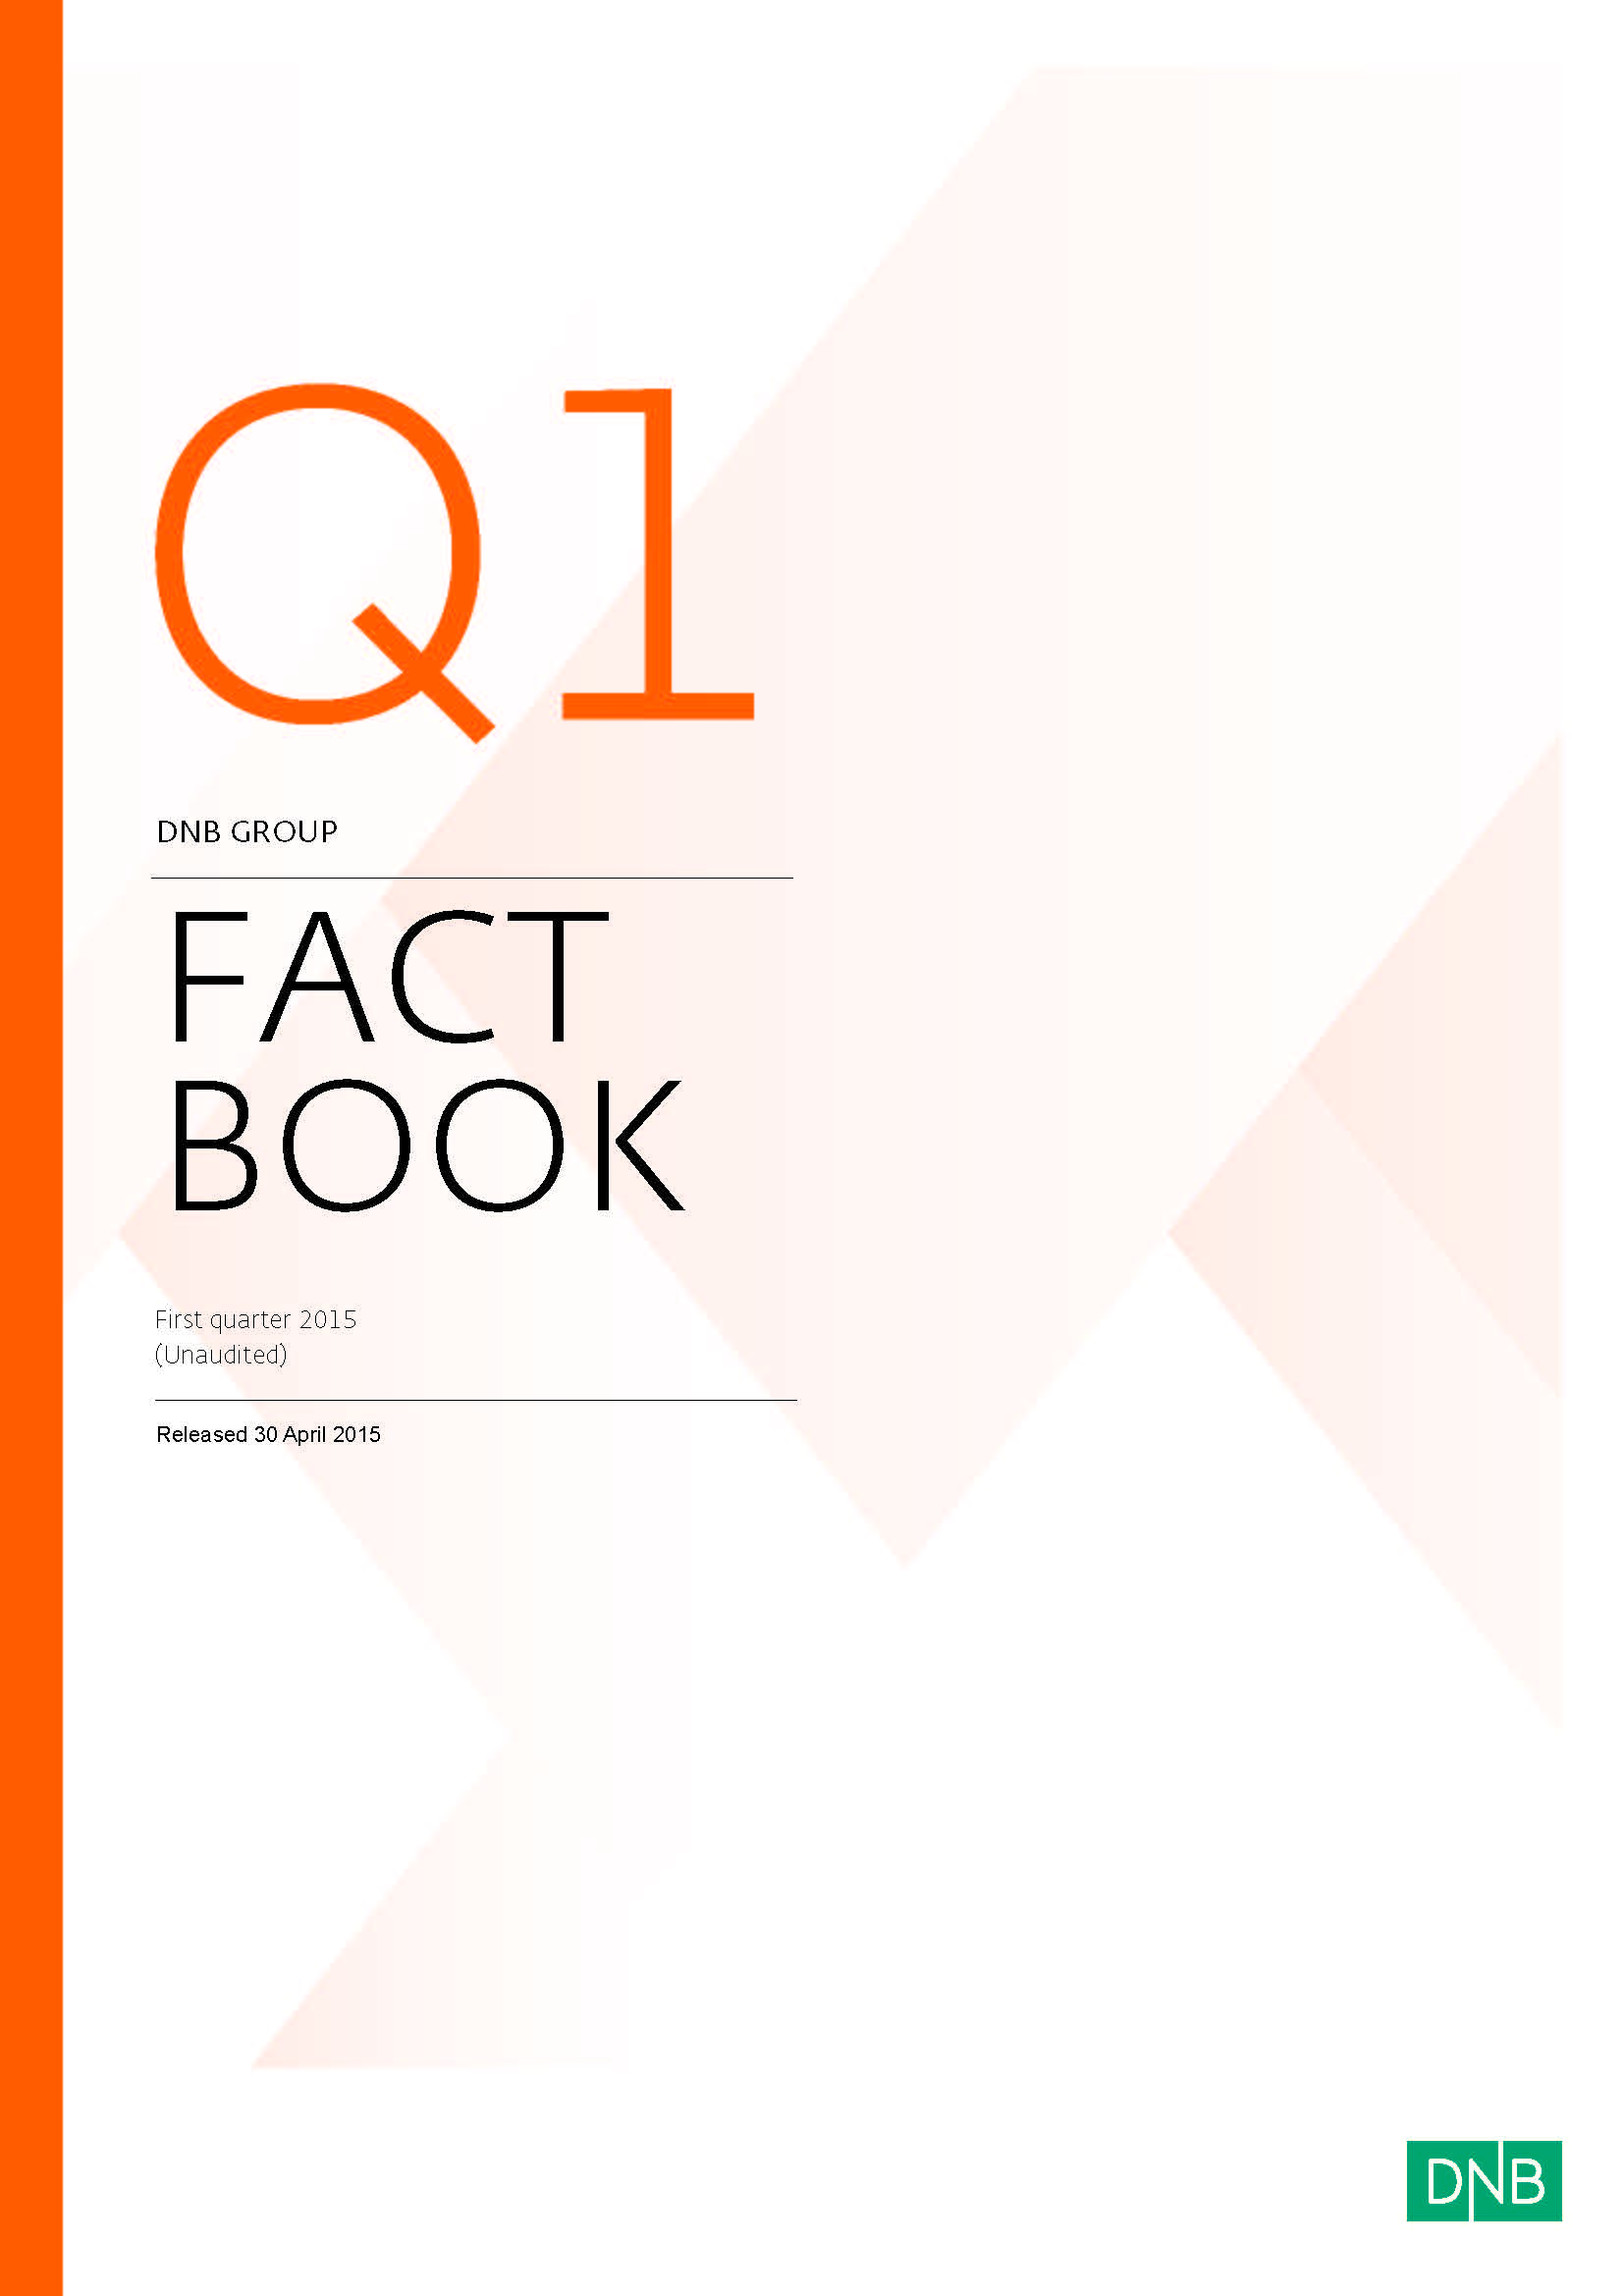 Q1
DNB GROUP
FACT
BOOK
First quarter 2015
(Unaudited)
Released 30 April 2015
DNB